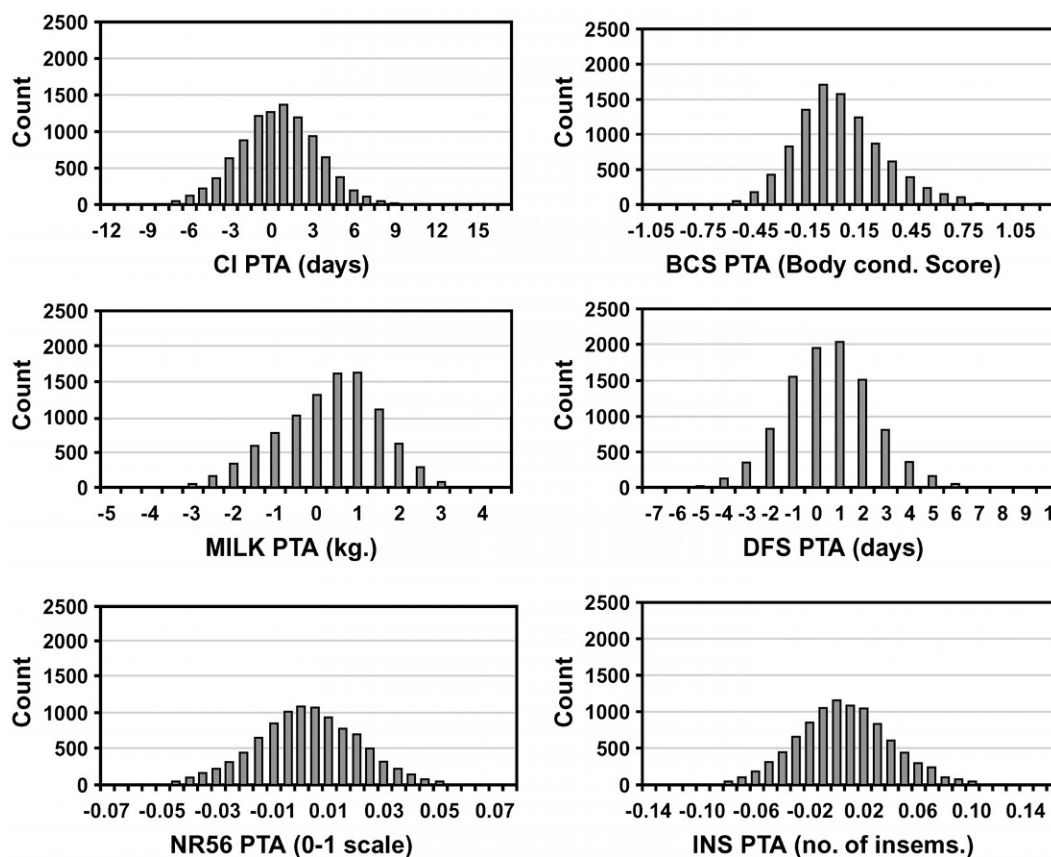 2500
2000
1500
1000
500
0
Count
-12 -9 -6 -3 0 3 6 9 12 15
CI PTA (days)
2500
2000
1500
1000
500
0
Count
-1.05 -0.75 -0.45 -0.15 0.15 0.45 0.75 1.05
BCS PTA (Body cond. Score)
2500
2000
1500
1000
500
0
Count
-5 -4 -3 -2 -1 0 1 2 3 4
MILK PTA (kg.)
2500
2000
1500
1000
500
0
Count
-7 -6 -5 -4 -3 -2 -1 0 1 2 3 4 5 6 7 8 9 1
DFS PTA (days)
2500
2000
1500
1000
500
0
Count
-0.07 -0.05 -0.03 -0.01 0.01 0.03 0.05 0.07
NR56 PTA (0-1 scale)
2500
2000
1500
1000
500
0
Count
-0.14 -0.10 -0.06 -0.02 0.02 0.06 0.10 0.14
INS PTA (no. of insems.)